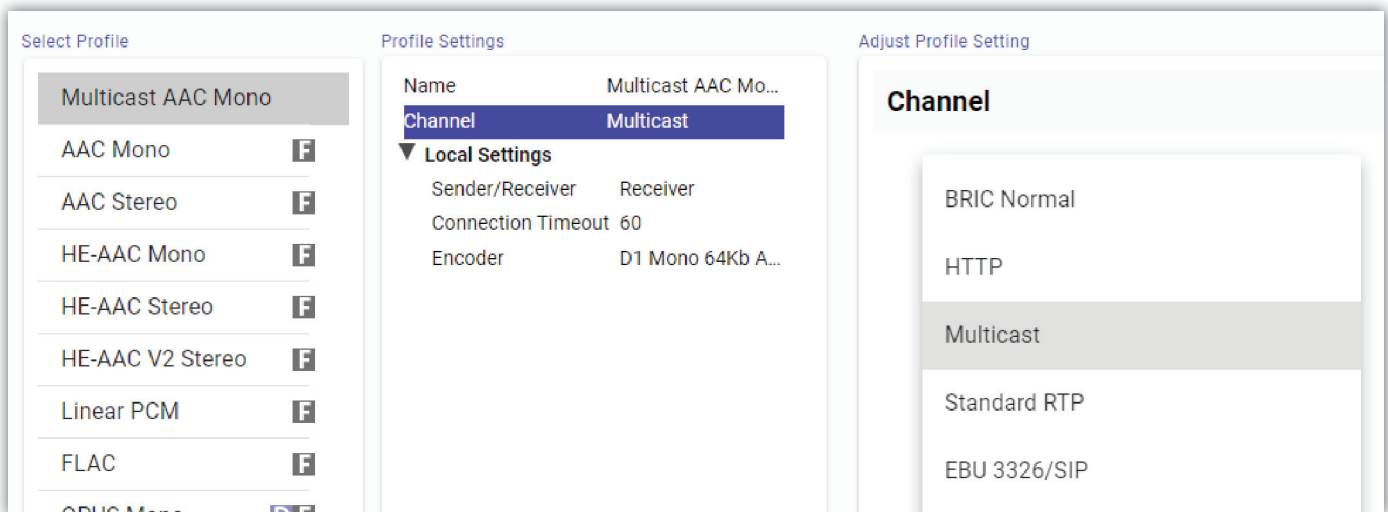 Select Profile
Multicast AAC Mono
AAC Mono F
AAC Stereo F
HE-AAC Mono F
HE-AAC Stereo F
HE-AAC V2 Stereo F
Linear PCM F
FLAC F
OPUS Mono D F
Profile Settings
Name Multicast AAC Mo...
Channel Multicast
▼ Local Settings
Sender/Receiver Receiver
Connection Timeout 60
Encoder D1 Mono 64Kb A...
Adjust Profile Setting
Channel
BRIC Normal
HTTP
Multicast
Standard RTP
EBU 3326/SIP